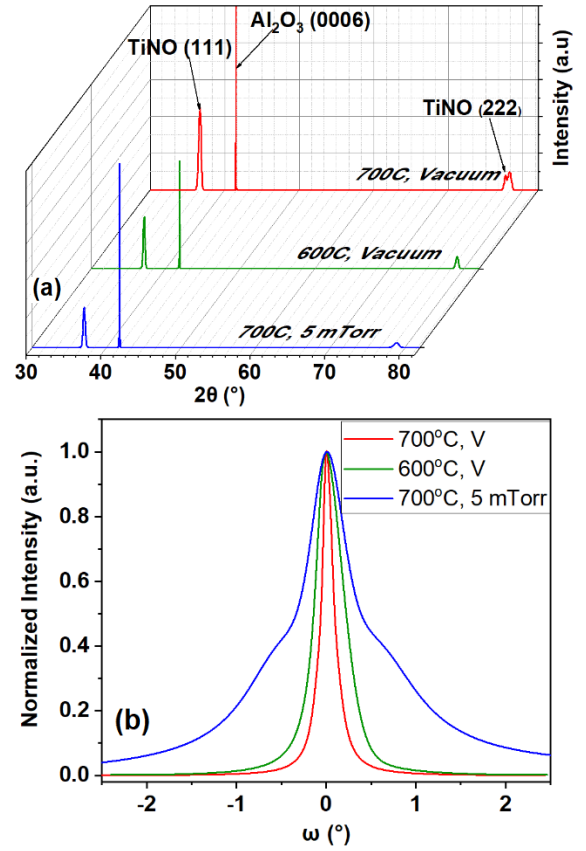 Al₂O₃ (0006)
TiNO (111)
TiNO (222)
Intensity (a.u)
700C, Vacuum
600C, Vacuum
(a)
700C, 5 mTorr
30 40 50 60 70 80
2θ (°)
700°C, V
600°C, V
700°C, 5 mTorr
Normalized Intensity (a.u.)
1.0
0.8
0.6
0.4
0.2
0.0
(b)
-2 -1 0 1 2
ω (°)